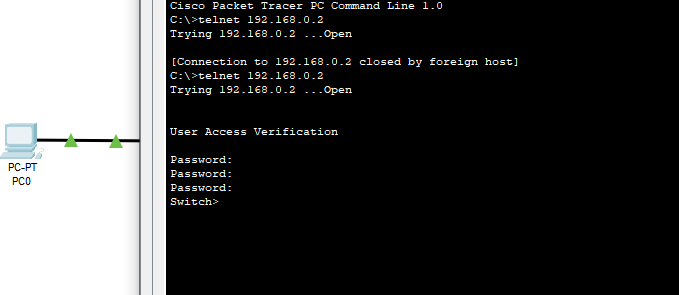 Cisco Packet Tracer PC Command Line 1.0
C:\>telnet 192.168.0.2
Trying 192.168.0.2 ...Open
[Connection to 192.168.0.2 closed by foreign host]
C:\>telnet 192.168.0.2
Trying 192.168.0.2 ...Open
User Access Verification
Password:
Password:
Password:
Switch>
PC-PT
PC0